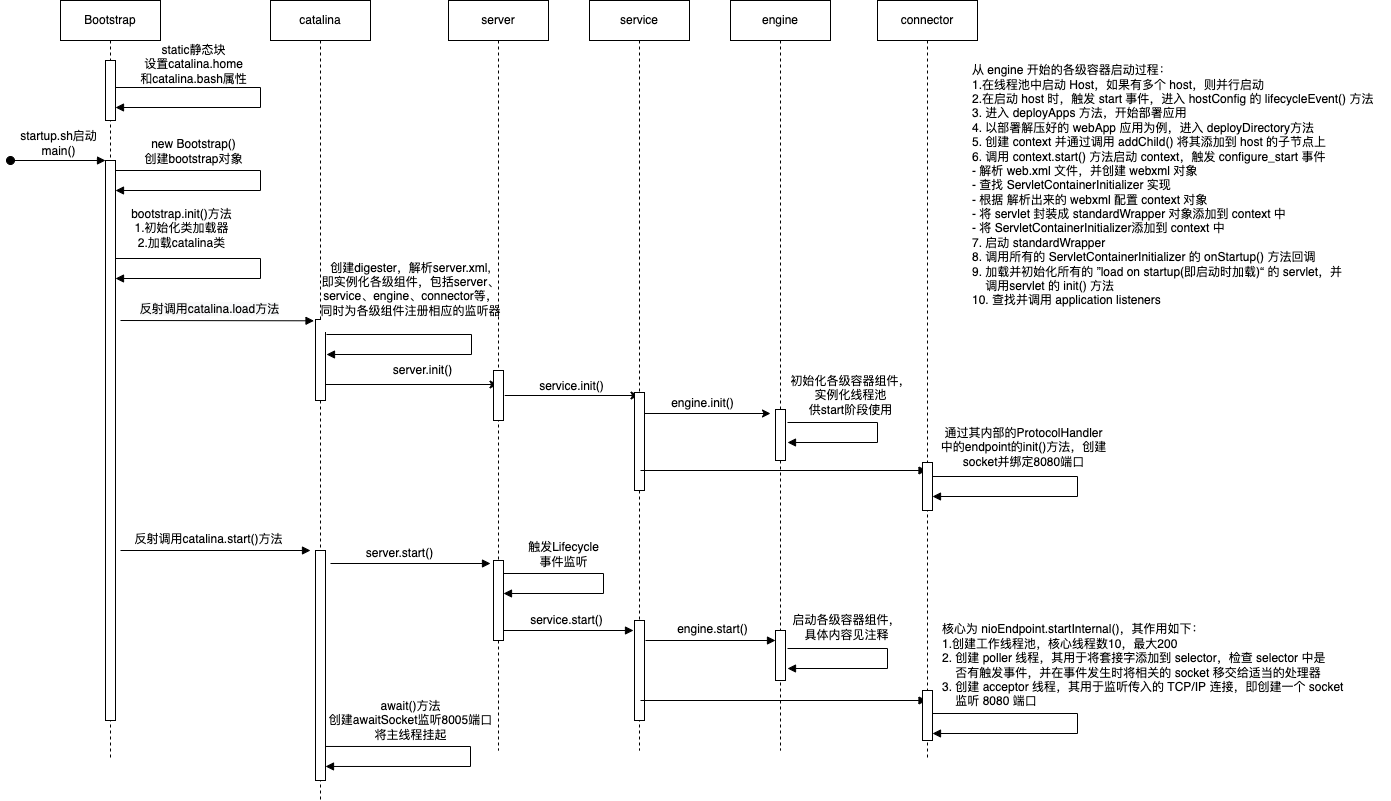 Bootstrap
catalina
server
service
engine
connector
static静态块
设置catalina.home
和catalina.bash属性
startup.sh启动
main()
new Bootstrap()
创建bootstrap对象
bootstrap.init()方法
1.初始化类加载器
2.加载catalina类
创建digester，解析server.xml,
即实例化各级组件，包括server、
service、engine、connector等，
同时为各级组件注册相应的监听器
反射调用catalina.load方法
server.init()
service.init()
engine.init()
初始化各级容器组件，
实例化线程池
供start阶段使用
通过其内部的ProtocolHandler
中的endpoint的init()方法，创建
socket并绑定8080端口
反射调用catalina.start()方法
server.start()
触发Lifecycle
事件监听
service.start()
engine.start()
启动各级容器组件，
具体内容见注释
await()方法
创建awaitSocket监听8005端口
将主线程挂起
从 engine 开始的各级容器启动过程：
1.在线程池中启动 Host，如果有多个 host，则并行启动
2.在启动 host 时，触发 start 事件，进入 hostConfig 的 lifecycleEvent() 方法
3. 进入 deployApps 方法，开始部署应用
4. 以部署解压好的 webApp 应用为例，进入 deployDirectory方法
5. 创建 context 并通过调用 addChild() 将其添加到 host 的子节点上
6. 调用 context.start() 方法启动 context，触发 configure_start 事件
- 解析 web.xml 文件，并创建 webxml 对象
- 查找 ServletContainerInitializer 实现
- 根据 解析出来的 webxml 配置 context 对象
- 将 servlet 封装成 standardWrapper 对象添加到 context 中
- 将 ServletContainerInitializer添加到 context 中
7. 启动 standardWrapper
8. 调用所有的 ServletContainerInitializer 的 onStartup() 方法回调
9. 加载并初始化所有的 ”load on startup(即启动时加载)“ 的 servlet，并
调用servlet 的 init() 方法
10. 查找并调用 application listeners
核心为 nioEndpoint.startInternal()，其作用如下：
1.创建工作线程池，核心线程数10，最大200
2. 创建 poller 线程，其用于将套接字添加到 selector，检查 selector 中是
否有触发事件，并在事件发生时将相关的 socket 移交给适当的处理器
3. 创建 acceptor 线程，其用于监听传入的 TCP/IP 连接，即创建一个 socket
监听 8080 端口